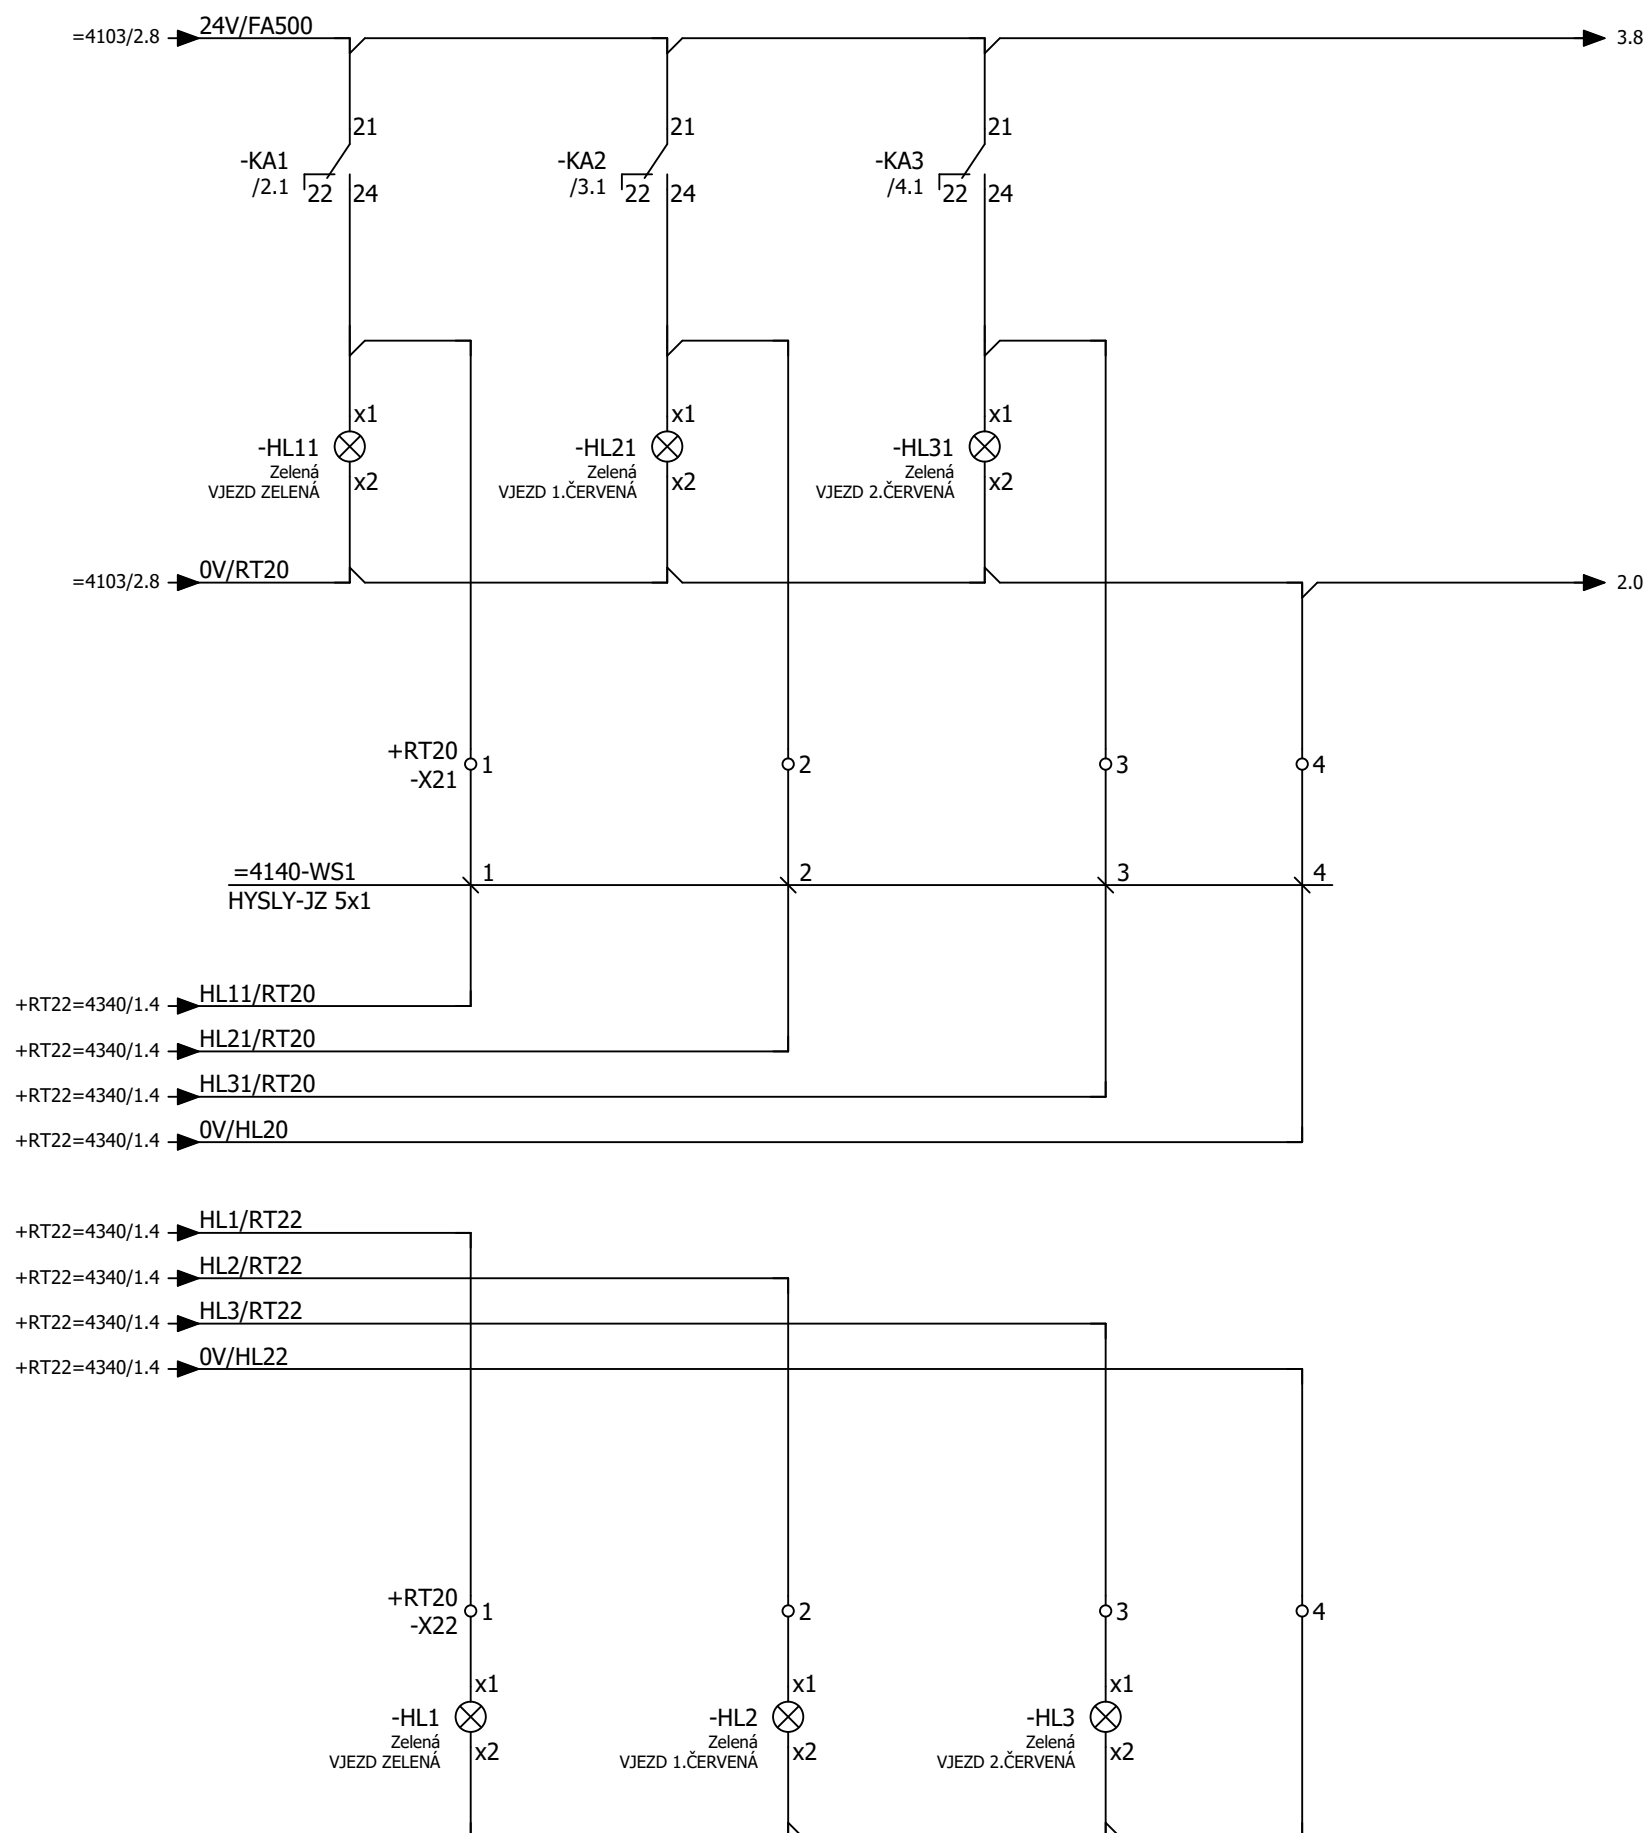 =4103/2.8 24V/FA500 3.8
21 21 21
-KA1 -KA2 -KA3
/2.1 22 24 /3.1 22 24 /4.1 22 24
x1 x1 x1
-HL11 -HL21 -HL31
Zelená Zelená Zelená
VJEZD ZELENÁ x2 VJEZD 1.ČERVENÁ x2 VJEZD 2.ČERVENÁ x2
=4103/2.8 0V/RT20 2.0
+RT20 1 2 3 4
-X21
=4140-WS1 1 2 3 4
HYSLY-JZ 5x1
+RT22=4340/1.4 HL11/RT20
+RT22=4340/1.4 HL21/RT20
+RT22=4340/1.4 HL31/RT20
+RT22=4340/1.4 0V/HL20
+RT22=4340/1.4 HL1/RT22
+RT22=4340/1.4 HL2/RT22
+RT22=4340/1.4 HL3/RT22
+RT22=4340/1.4 0V/HL22
+RT20 1 2 3 4
-X22
x1 x1 x1
-HL1 -HL2 -HL3
Zelená Zelená Zelená
VJEZD ZELENÁ x2 VJEZD 1.ČERVENÁ x2 VJEZD 2.ČERVENÁ x2